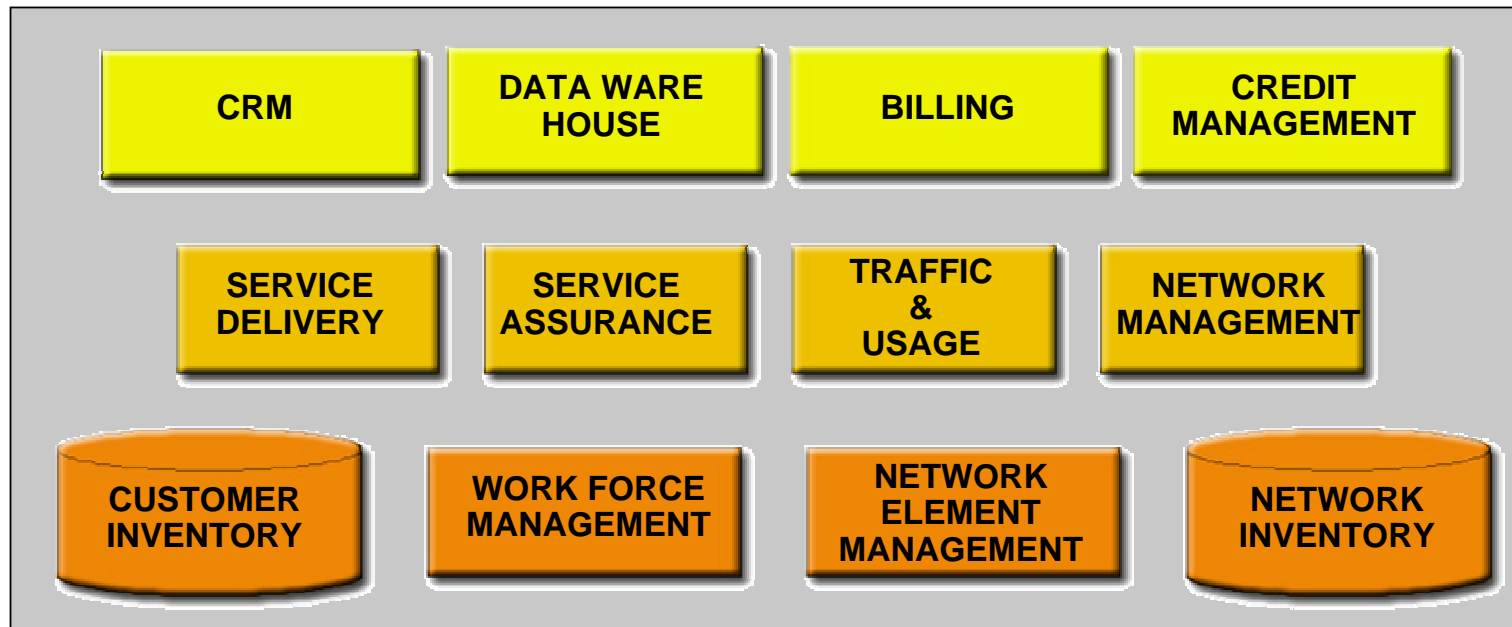 CRM
DATA WARE
HOUSE
BILLING
CREDIT
MANAGEMENT
SERVICE
DELIVERY
SERVICE
ASSURANCE
TRAFFIC
&
USAGE
NETWORK
MANAGEMENT
CUSTOMER
INVENTORY
WORK FORCE
MANAGEMENT
NETWORK
ELEMENT
MANAGEMENT
NETWORK
INVENTORY